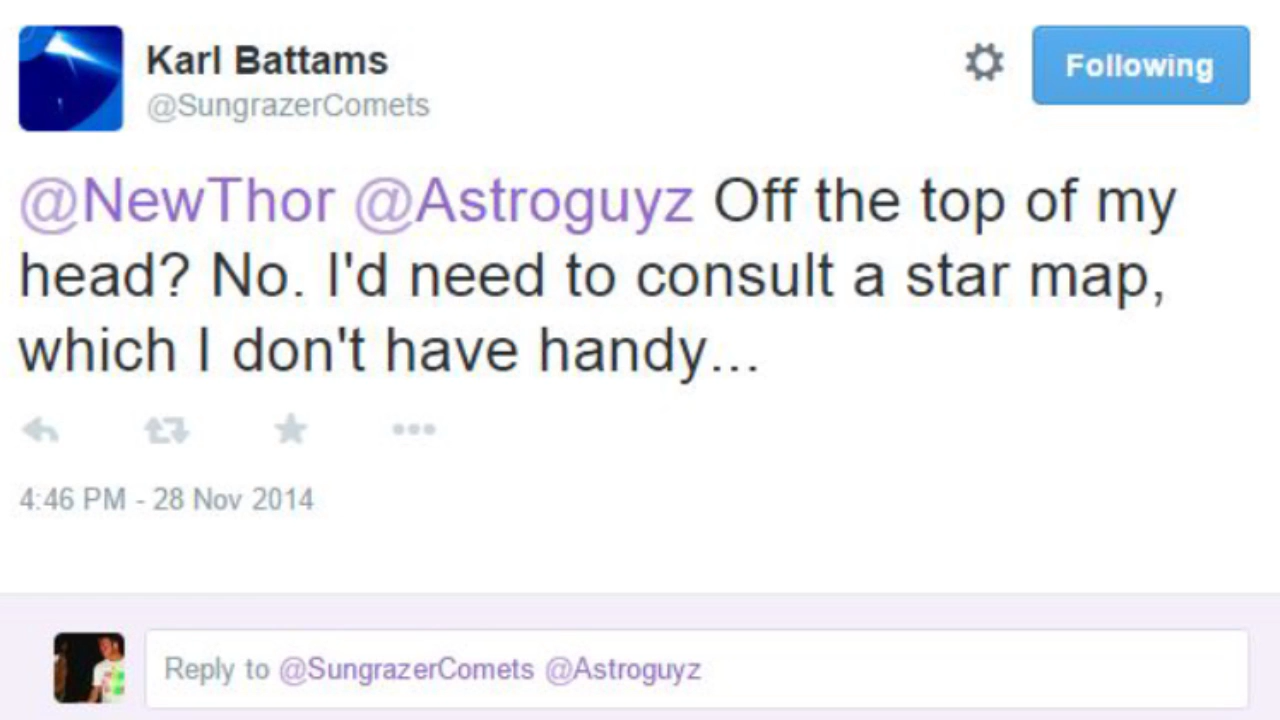 Karl Battams
@SungrazerComets
Following
@NewThor @Astroguyz Off the top of my
head? No. I'd need to consult a star map,
which I don't have handy...
4:46 PM - 28 Nov 2014
Reply to @SungrazerComets @Astroguyz